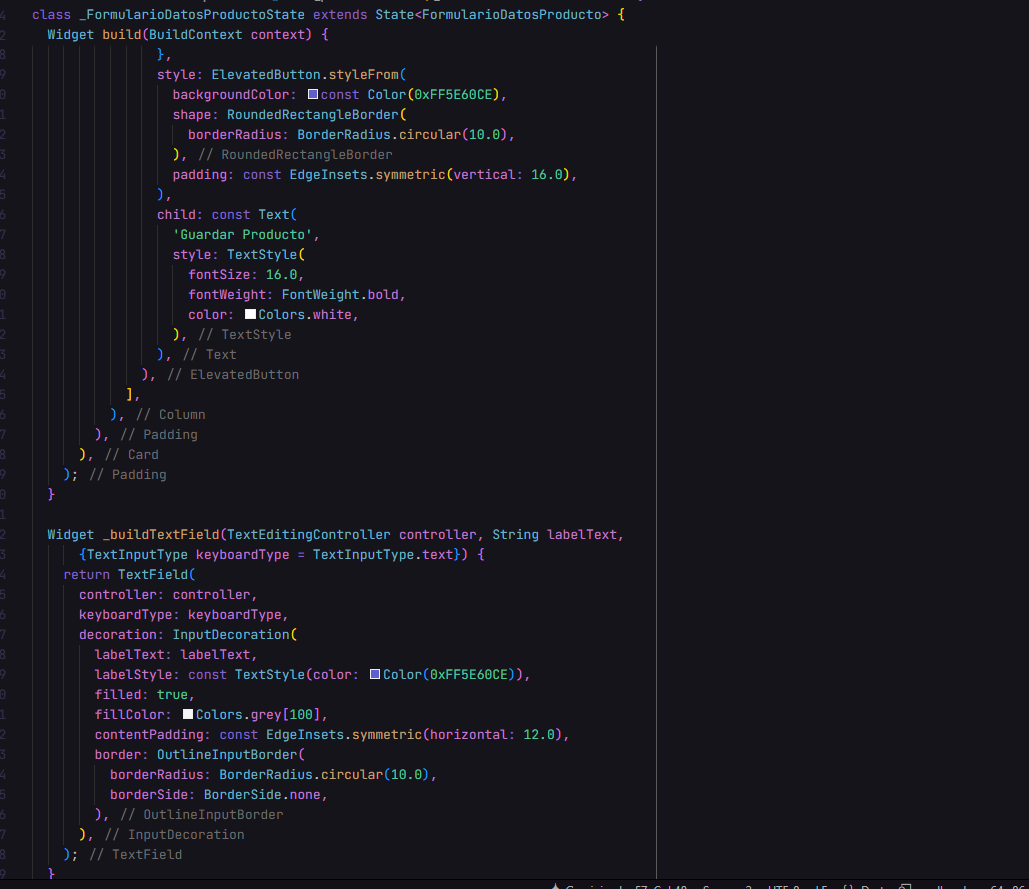 class _FormularioDatosProductoState extends State<FormularioDatosProducto> {
Widget build(BuildContext context) {
},
style: ElevatedButton.styleFrom(
backgroundColor: const Color(0xFF5E60CE),
shape: RoundedRectangleBorder(
borderRadius: BorderRadius.circular(10.0),
), // RoundedRectangleBorder
padding: const EdgeInsets.symmetric(vertical: 16.0),
),
child: const Text(
'Guardar Producto',
style: TextStyle(
fontSize: 16.0,
fontWeight: FontWeight.bold,
color: Colors.white,
), // TextStyle
), // Text
), // ElevatedButton
],
), // Column
), // Padding
), // Card
); // Padding
}
Widget _buildTextField(TextEditingController controller, String labelText,
{TextInputType keyboardType = TextInputType.text}) {
return TextField(
controller: controller,
keyboardType: keyboardType,
decoration: InputDecoration(
labelText: labelText,
labelStyle: const TextStyle(color: Color(0xFF5E60CE)),
filled: true,
fillColor: Colors.grey[100],
contentPadding: const EdgeInsets.symmetric(horizontal: 12.0),
border: OutlineInputBorder(
borderRadius: BorderRadius.circular(10.0),
borderSide: BorderSide.none,
), // OutlineInputBorder
), // InputDecoration
); // TextField
}